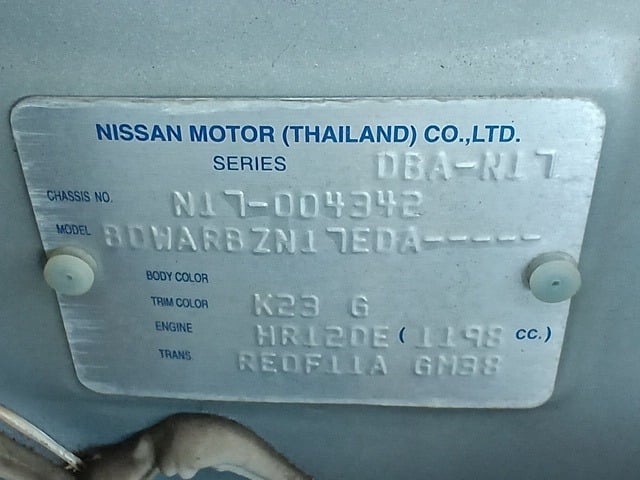 NISSAN MOTOR (THAILAND) CO.,LTD.
SERIES DBA-N17
CHASSIS NO. N17-004342
MODEL BDWARBZN17EDA-----
BODY COLOR
TRIM COLOR K23 G
ENGINE HR12DE (1198 CC.)
TRANS. RE0F11A GM38